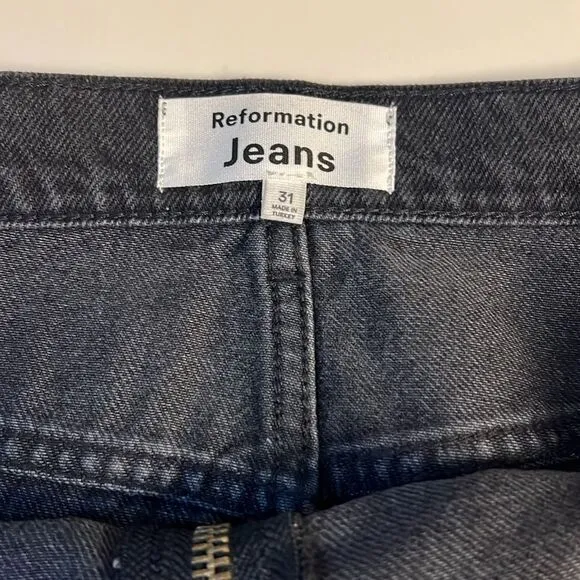 Reformation
Jeans
31
MADE IN
TURKEY